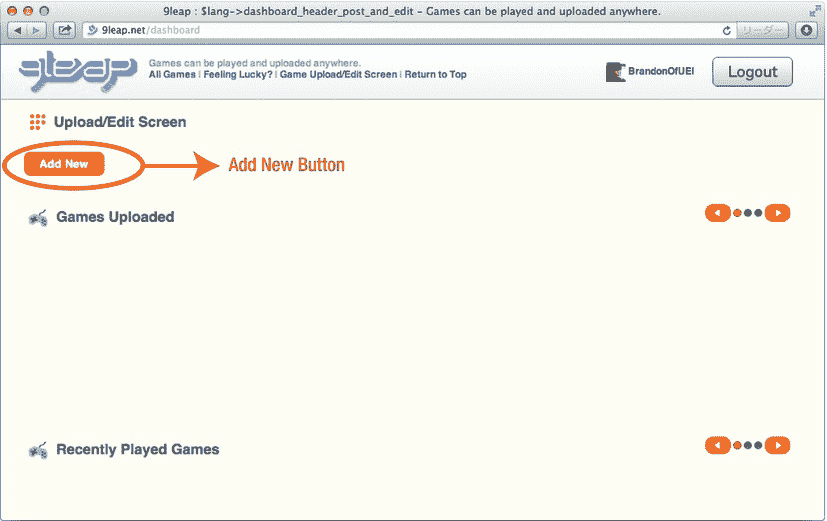 9leap : $lang->dashboard_header_post_and_edit – Games can be played and uploaded anywhere.
9leap.net/dashboard
リーダー
9leap
Games can be played and uploaded anywhere.
All Games | Feeling Lucky? | Game Upload/Edit Screen | Return to Top
BrandonOfUEI
Logout
Upload/Edit Screen
Add New
Add New Button
Games Uploaded
Recently Played Games